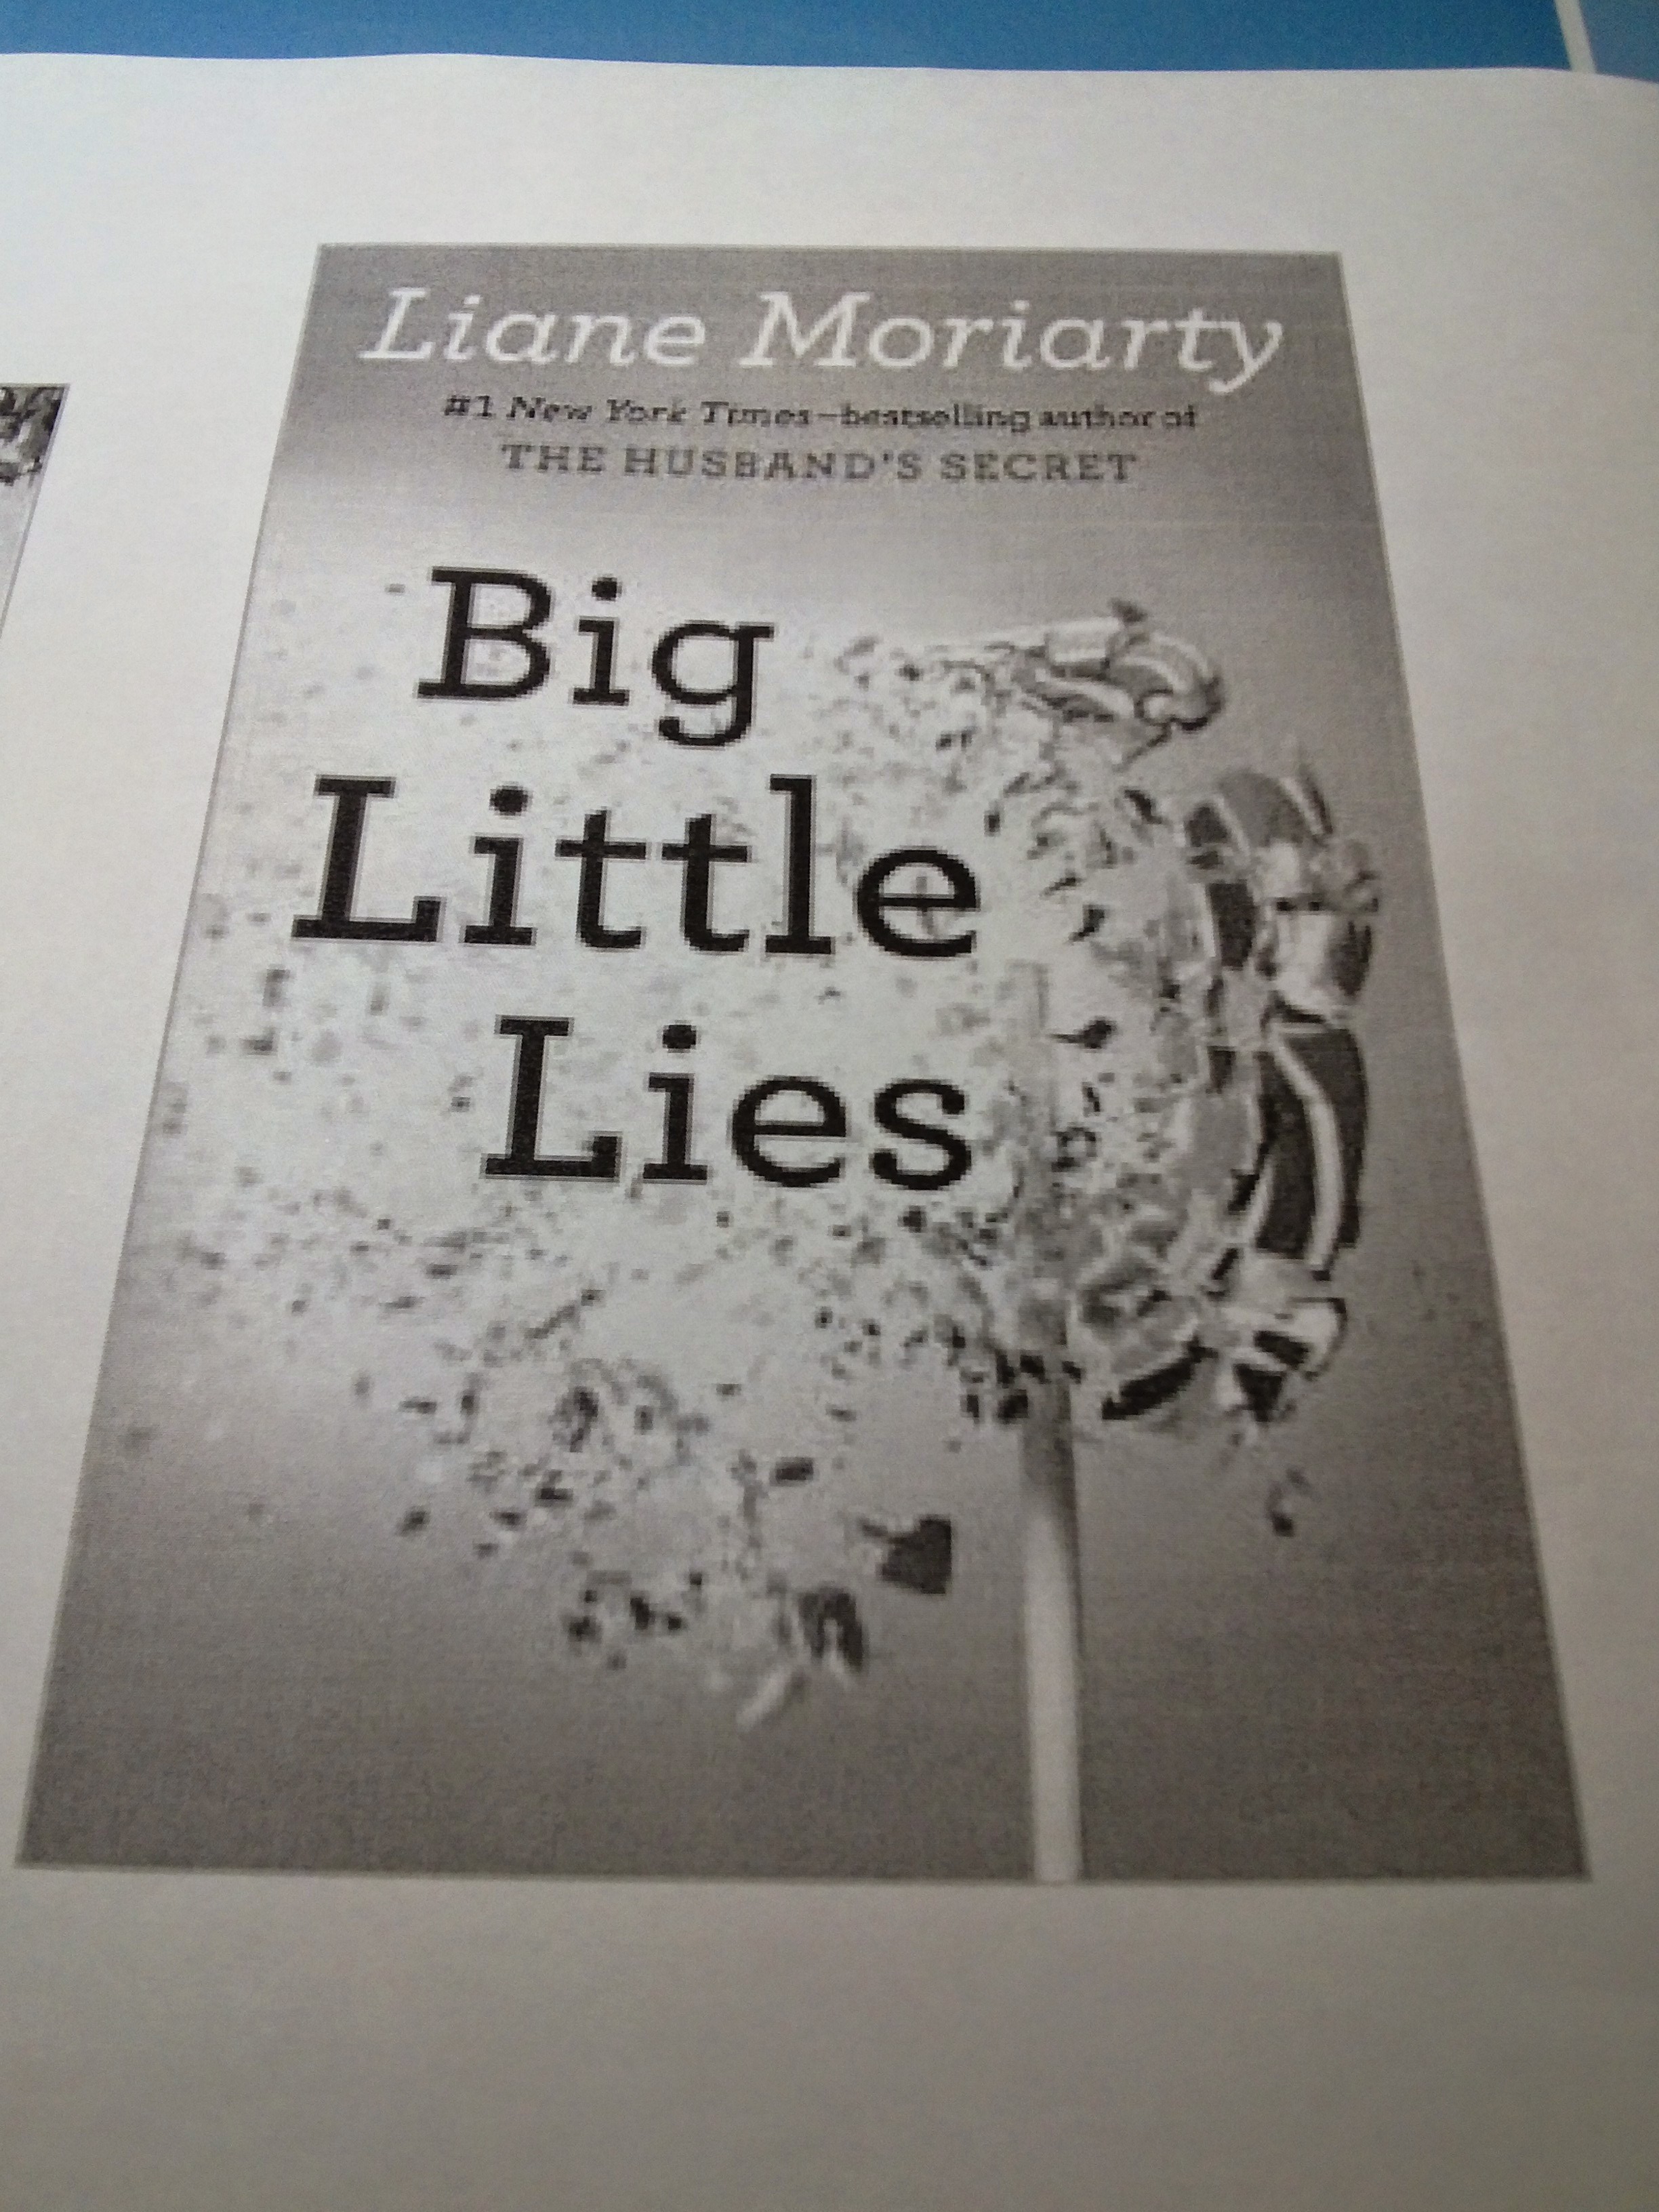 Liane Moriarty
#1 New York Times–bestselling author of
THE HUSBAND'S SECRET
Big
Little
Lies